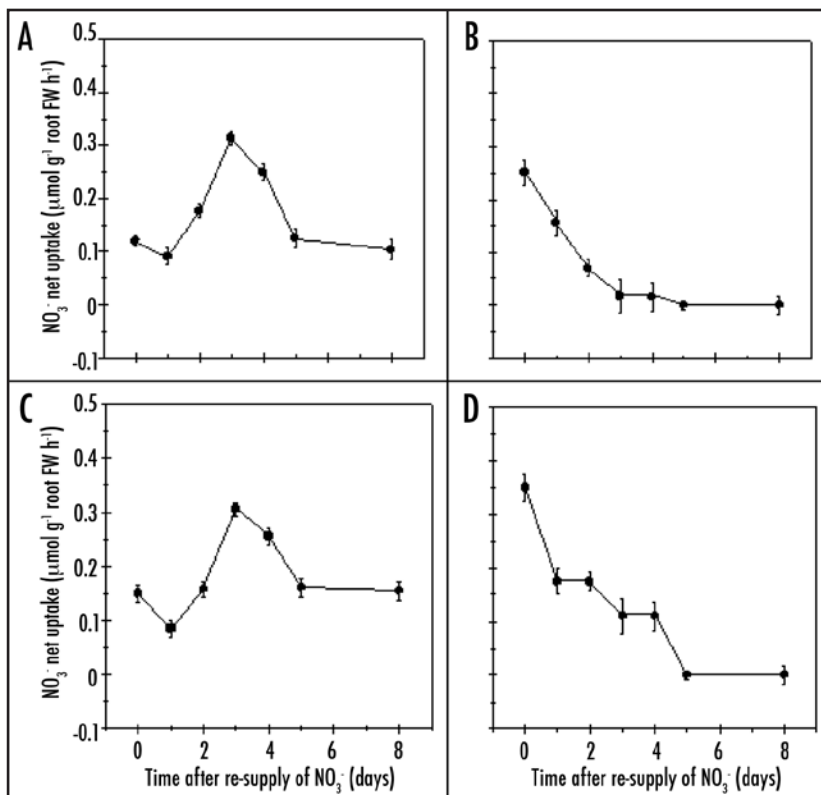 A
B
0.5
0.4
0.3
0.2
0.1
0
-0.1
NO₃⁻ net uptake (μmol g⁻¹ root FW h⁻¹)
C
D
0.5
0.4
0.3
0.2
0.1
0
-0.1
NO₃⁻ net uptake (μmol g⁻¹ root FW h⁻¹)
0 2 4 6 8
0 2 4 6 8
Time after re-supply of NO₃⁻ (days)
Time after re-supply of NO₃⁻ (days)